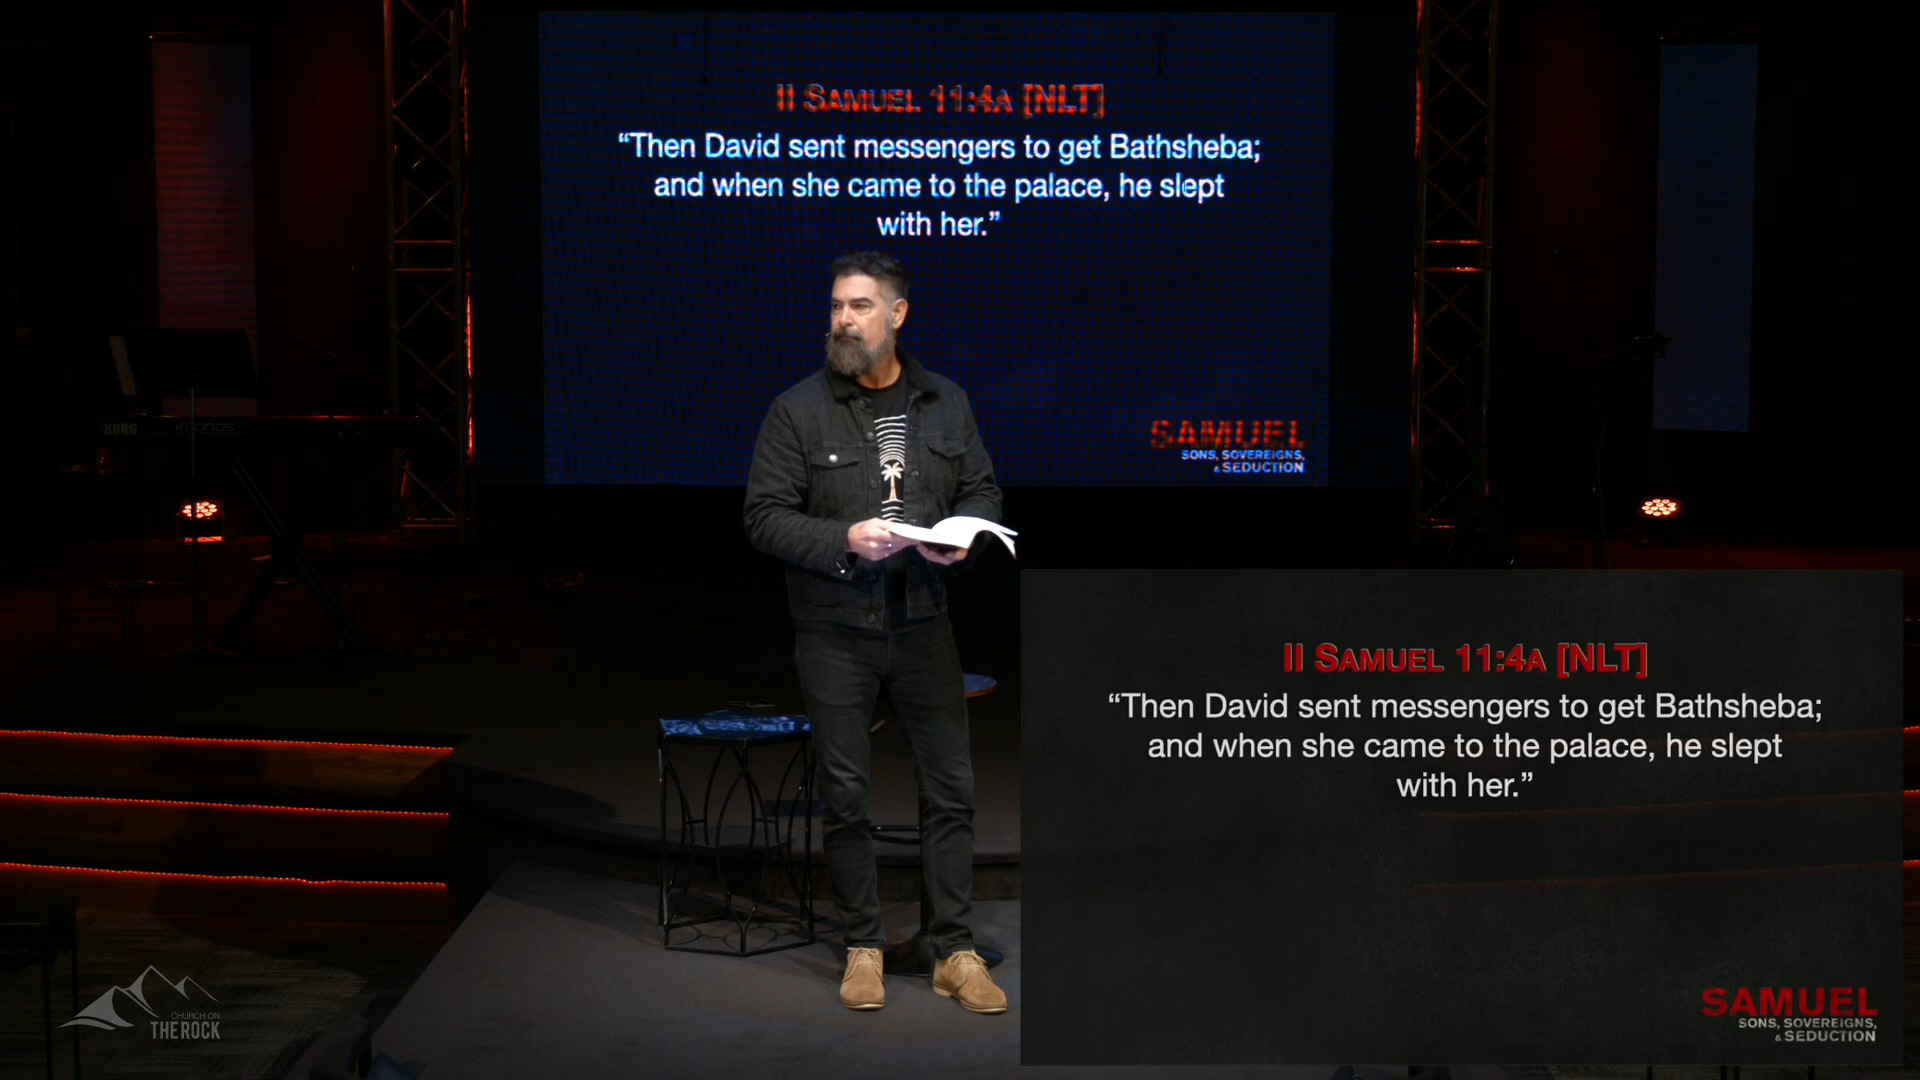 II SAMUEL 11:4A [NLT]
“Then David sent messengers to get Bathsheba;
and when she came to the palace, he slept
with her.”
SAMUEL
SONS, SOVEREIGNS,
& SEDUCTION
KORG
KRONOS
II SAMUEL 11:4A [NLT]
“Then David sent messengers to get Bathsheba;
and when she came to the palace, he slept
with her.”
SAMUEL
SONS, SOVEREIGNS,
& SEDUCTION
CHURCH ON
THE ROCK